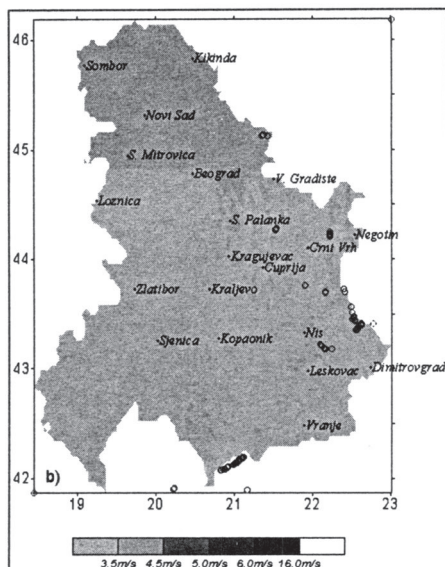 46
Kikinda
Sombor
Novi Sad
45
S. Mitrovica
Beograd
V. Gradiste
Loznica
S. Palanka
Negotin
44
Crni Vrh
Kragujevac
Cuprija
Zlatibor
Kraljevo
Nis
Sjenica
Kopaonik
43
Leskovac
Dimitrovgrad
Vranje
42
b)
19 20 21 22 23
3.5m/s 4.5m/s 5.0m/s 6.0m/s 16.0m/s